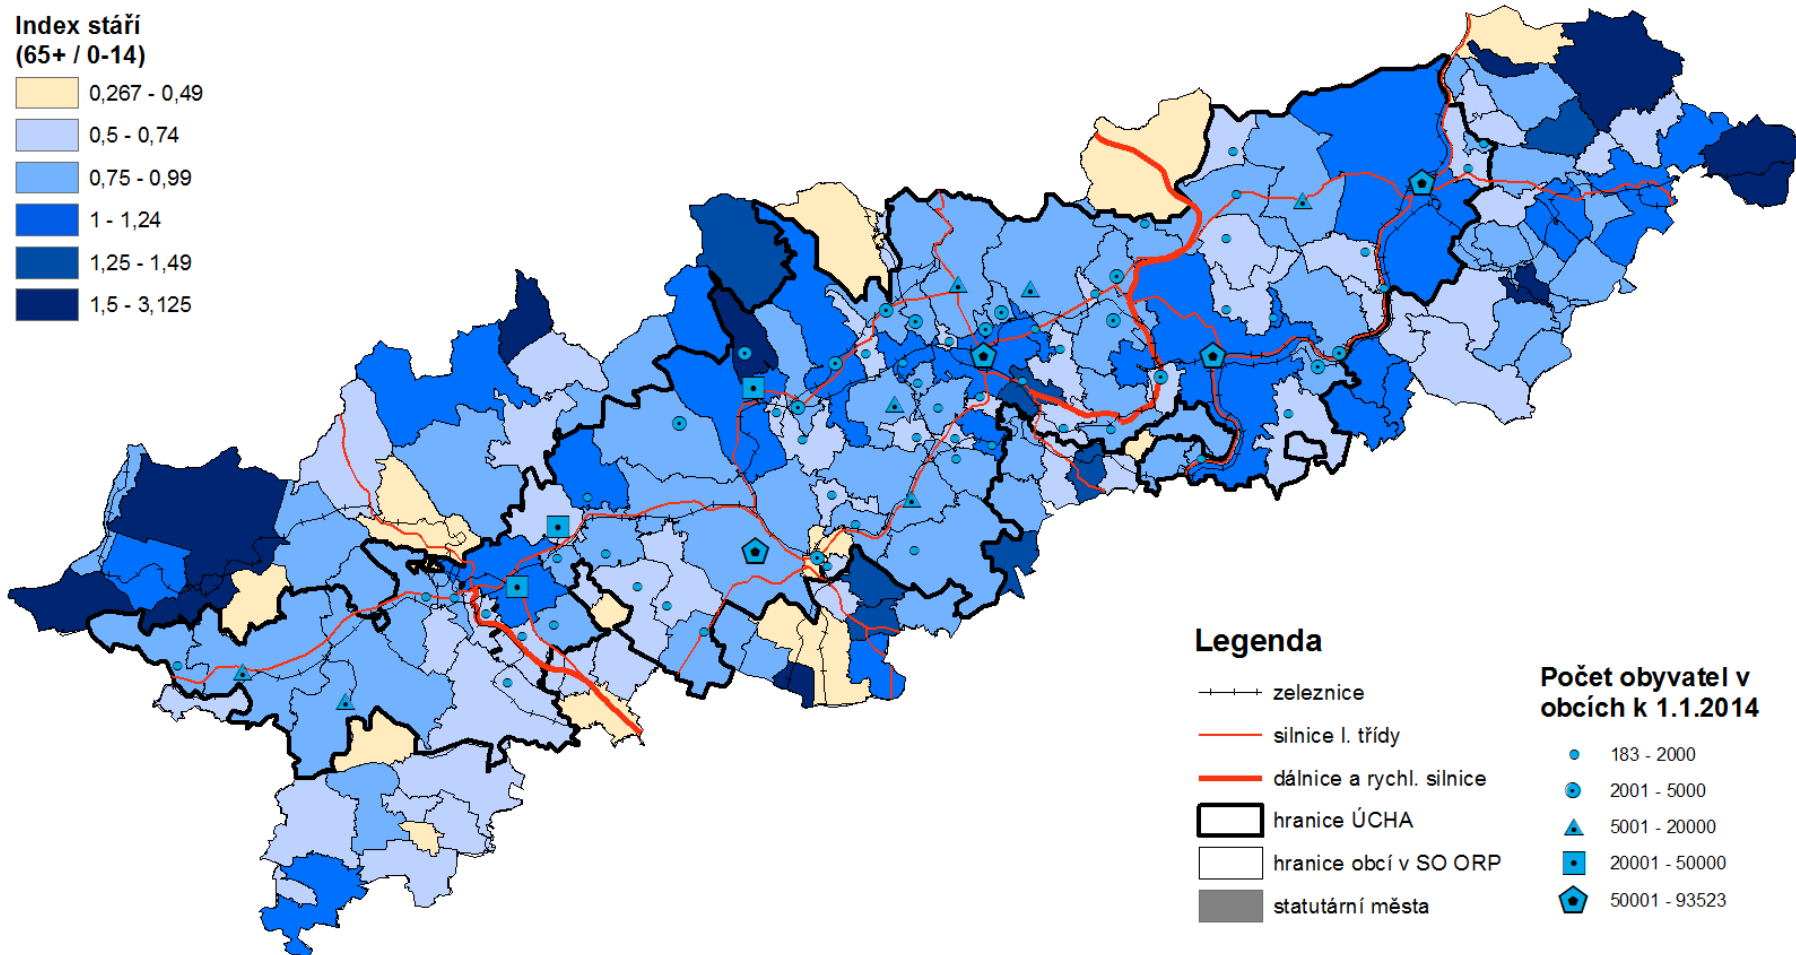 Index stáří
(65+ / 0-14)
0,267 - 0,49
0,5 - 0,74
0,75 - 0,99
1 - 1,24
1,25 - 1,49
1,5 - 3,125
Legenda
zeleznice
silnice I. třídy
dálnice a rychl. silnice
hranice ÚCHA
hranice obcí v SO ORP
statutární města
Počet obyvatel v
obcích k 1.1.2014
183 - 2000
2001 - 5000
5001 - 20000
20001 - 50000
50001 - 93523